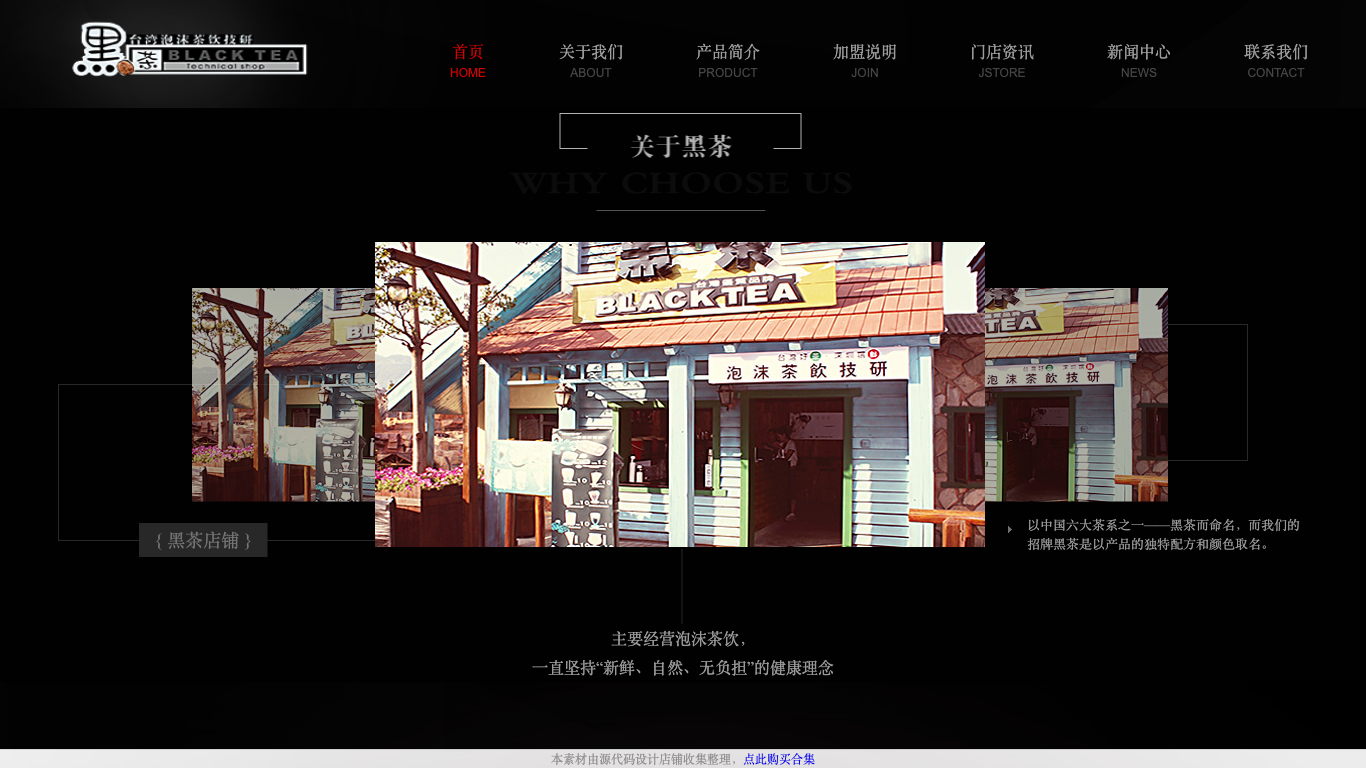 台湾泡沫茶饮技研
黑茶 BLACK TEA
Technical shop
首页
HOME
关于我们
ABOUT
产品简介
PRODUCT
加盟说明
JOIN
门店资讯
JSTORE
新闻中心
NEWS
联系我们
CONTACT
关于黑茶
WHY CHOOSE US
BLACK TEA
泡沫茶飲技研
TEA
泡沫茶飲技研
{ 黑茶店铺 }
以中国六大茶系之一——黑茶而命名，而我们的
招牌黑茶是以产品的独特配方和颜色取名。
主要经营泡沫茶饮，
一直坚持“新鲜、自然、无负担”的健康理念
本素材由源代码设计店铺收集整理，点此购买合集